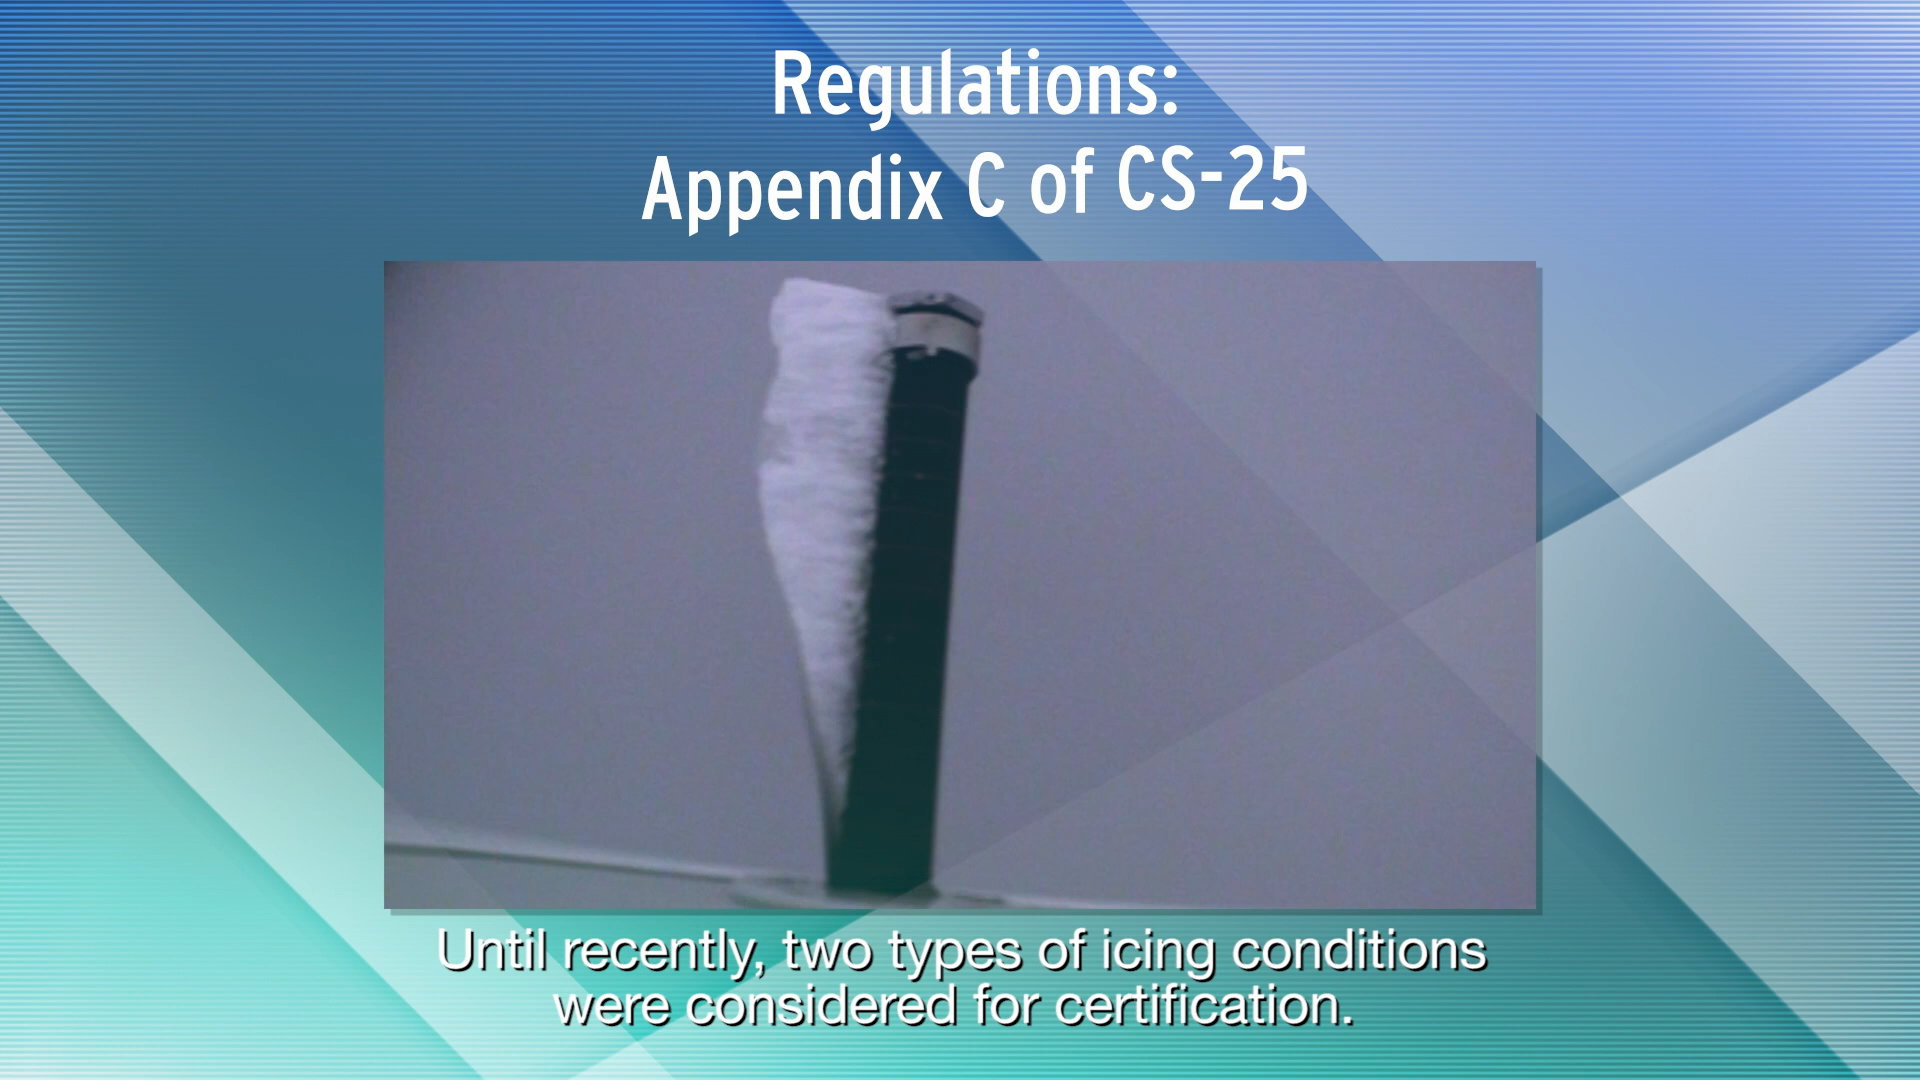 Regulations:
Appendix C of CS-25
Until recently, two types of icing conditions
were considered for certification.